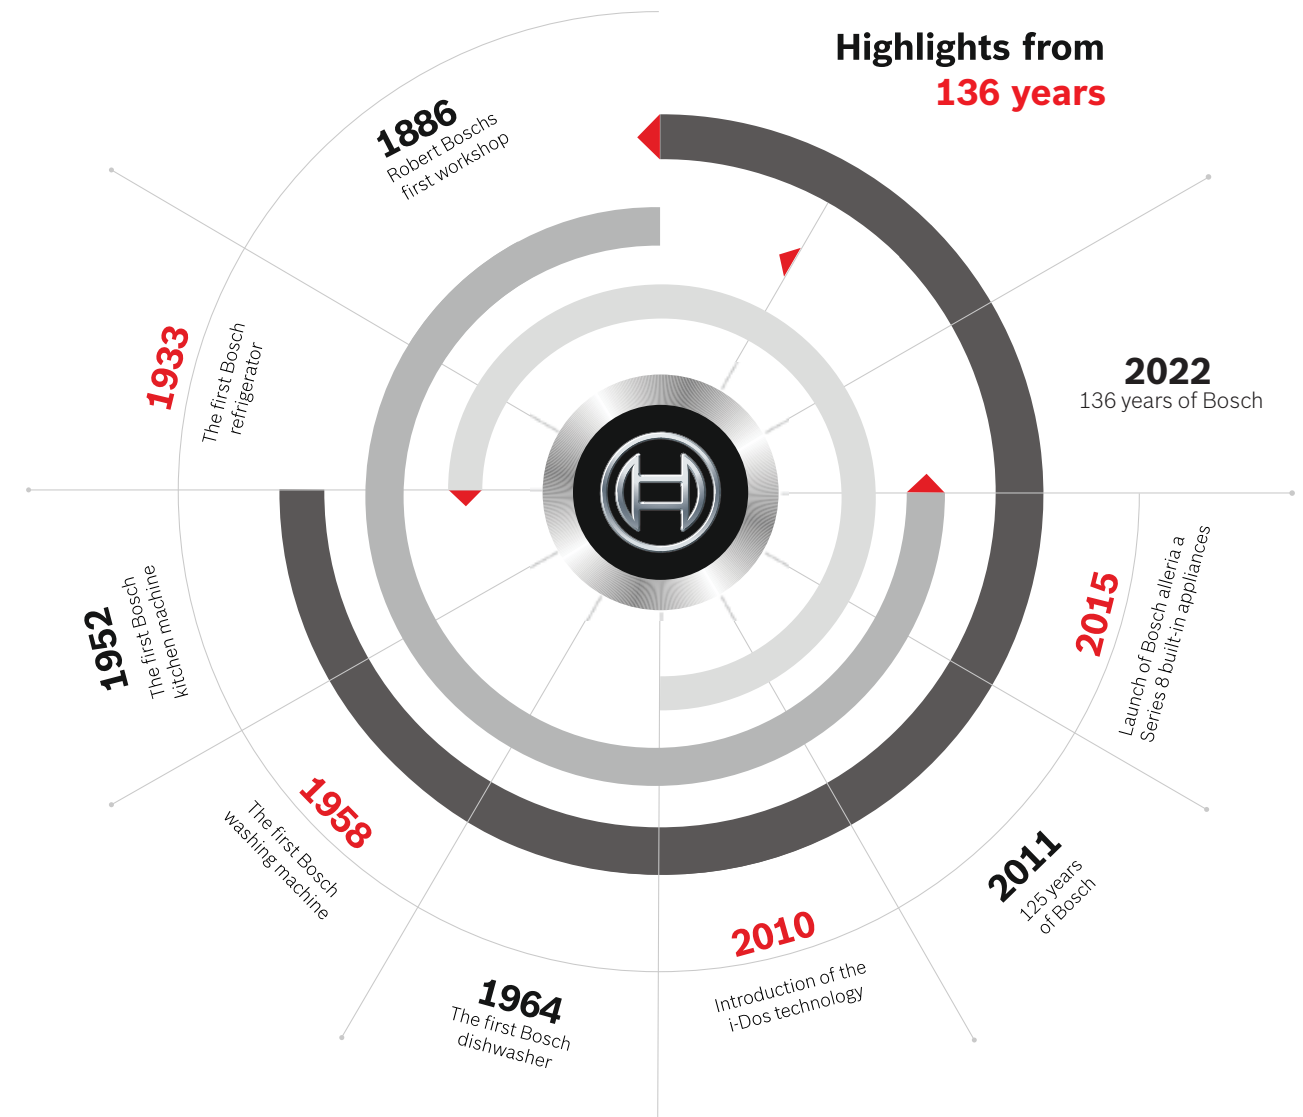 Highlights from
136 years
1886
Robert Boschs
first workshop
1933
The first Bosch
refrigerator
1952
The first Bosch
kitchen machine
1958
The first Bosch
washing machine
1964
The first Bosch
dishwasher
2010
Introduction of the
i-Dos technology
2011
125 years
of Bosch
2015
Launch of Bosch alleria a
Series 8 built-in appliances
2022
136 years of Bosch